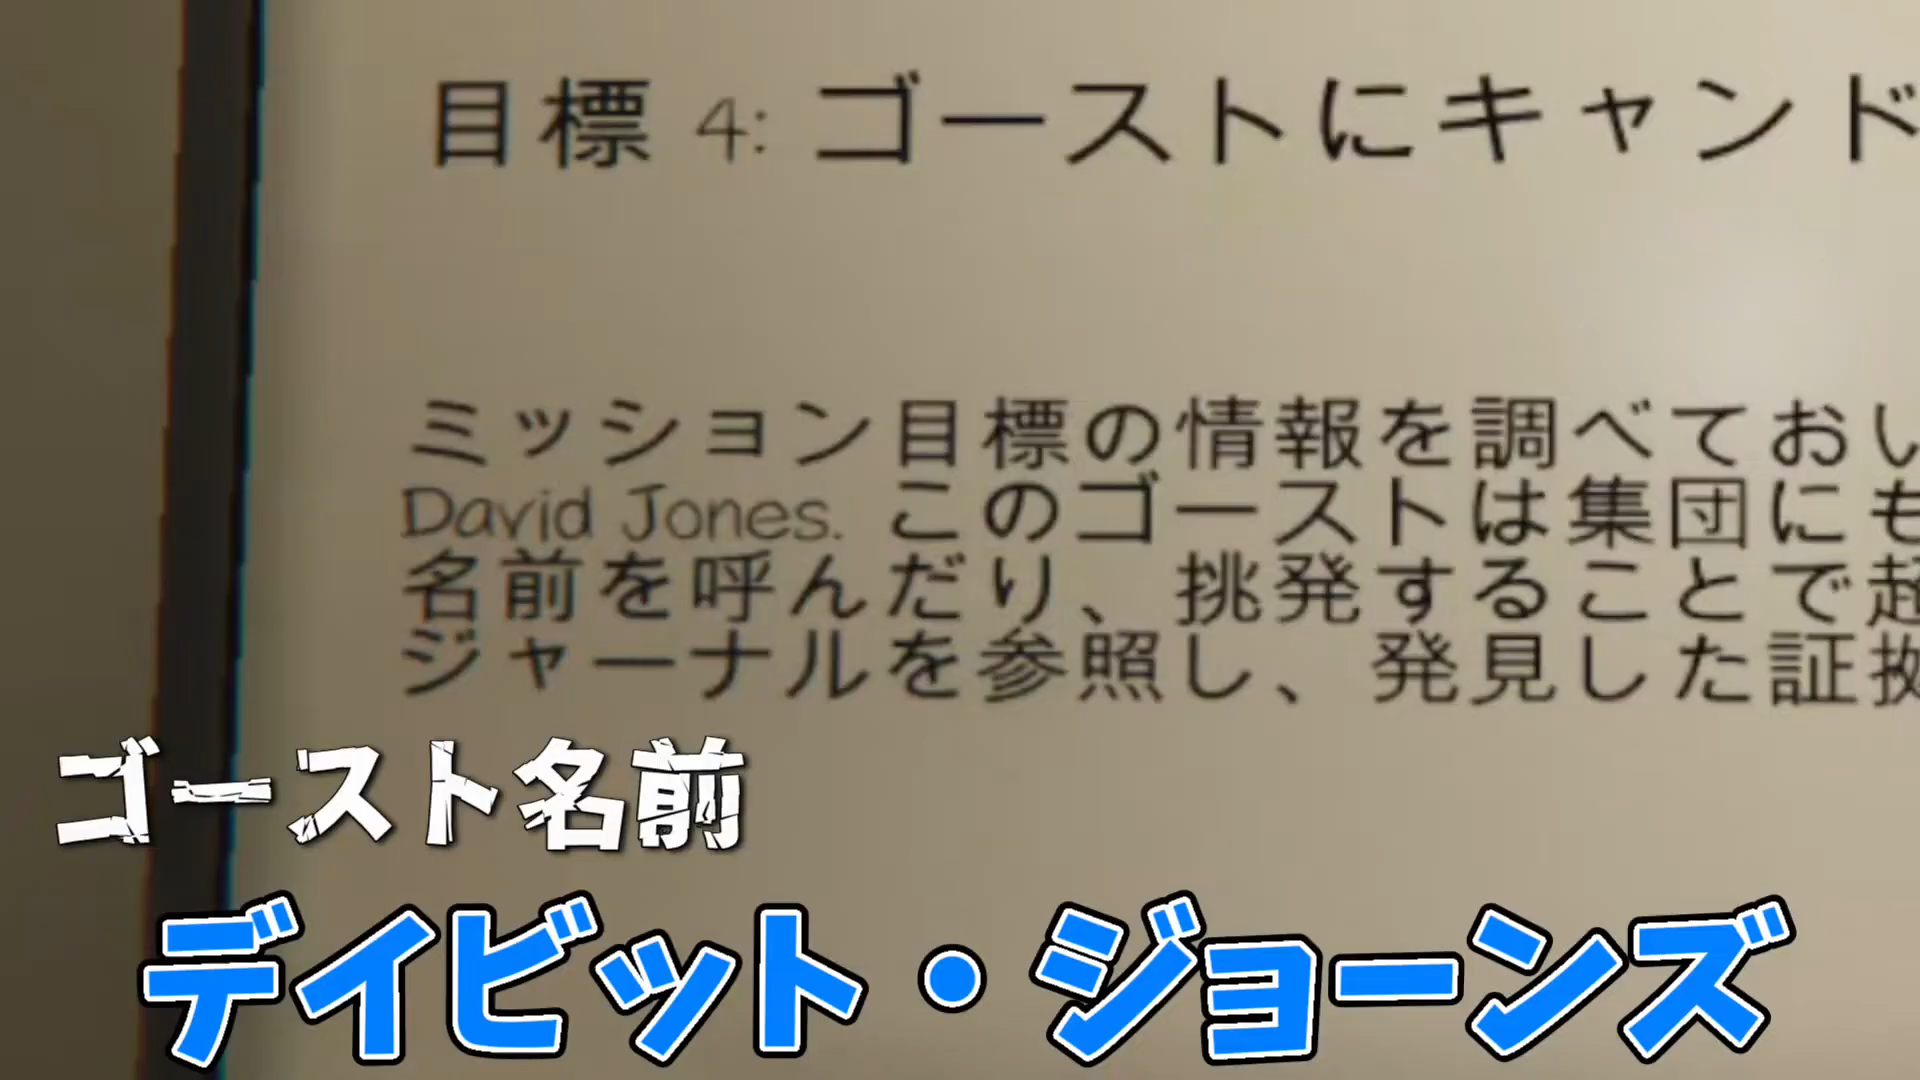 目標 4: ゴーストにキャンド
ミッション目標の情報を調べておい
David Jones. このゴーストは集団にも
名前を呼んだり、挑発することで超
ジャーナルを参照し、発見した証拠
ゴースト名前
デイビット・ジョーンズ